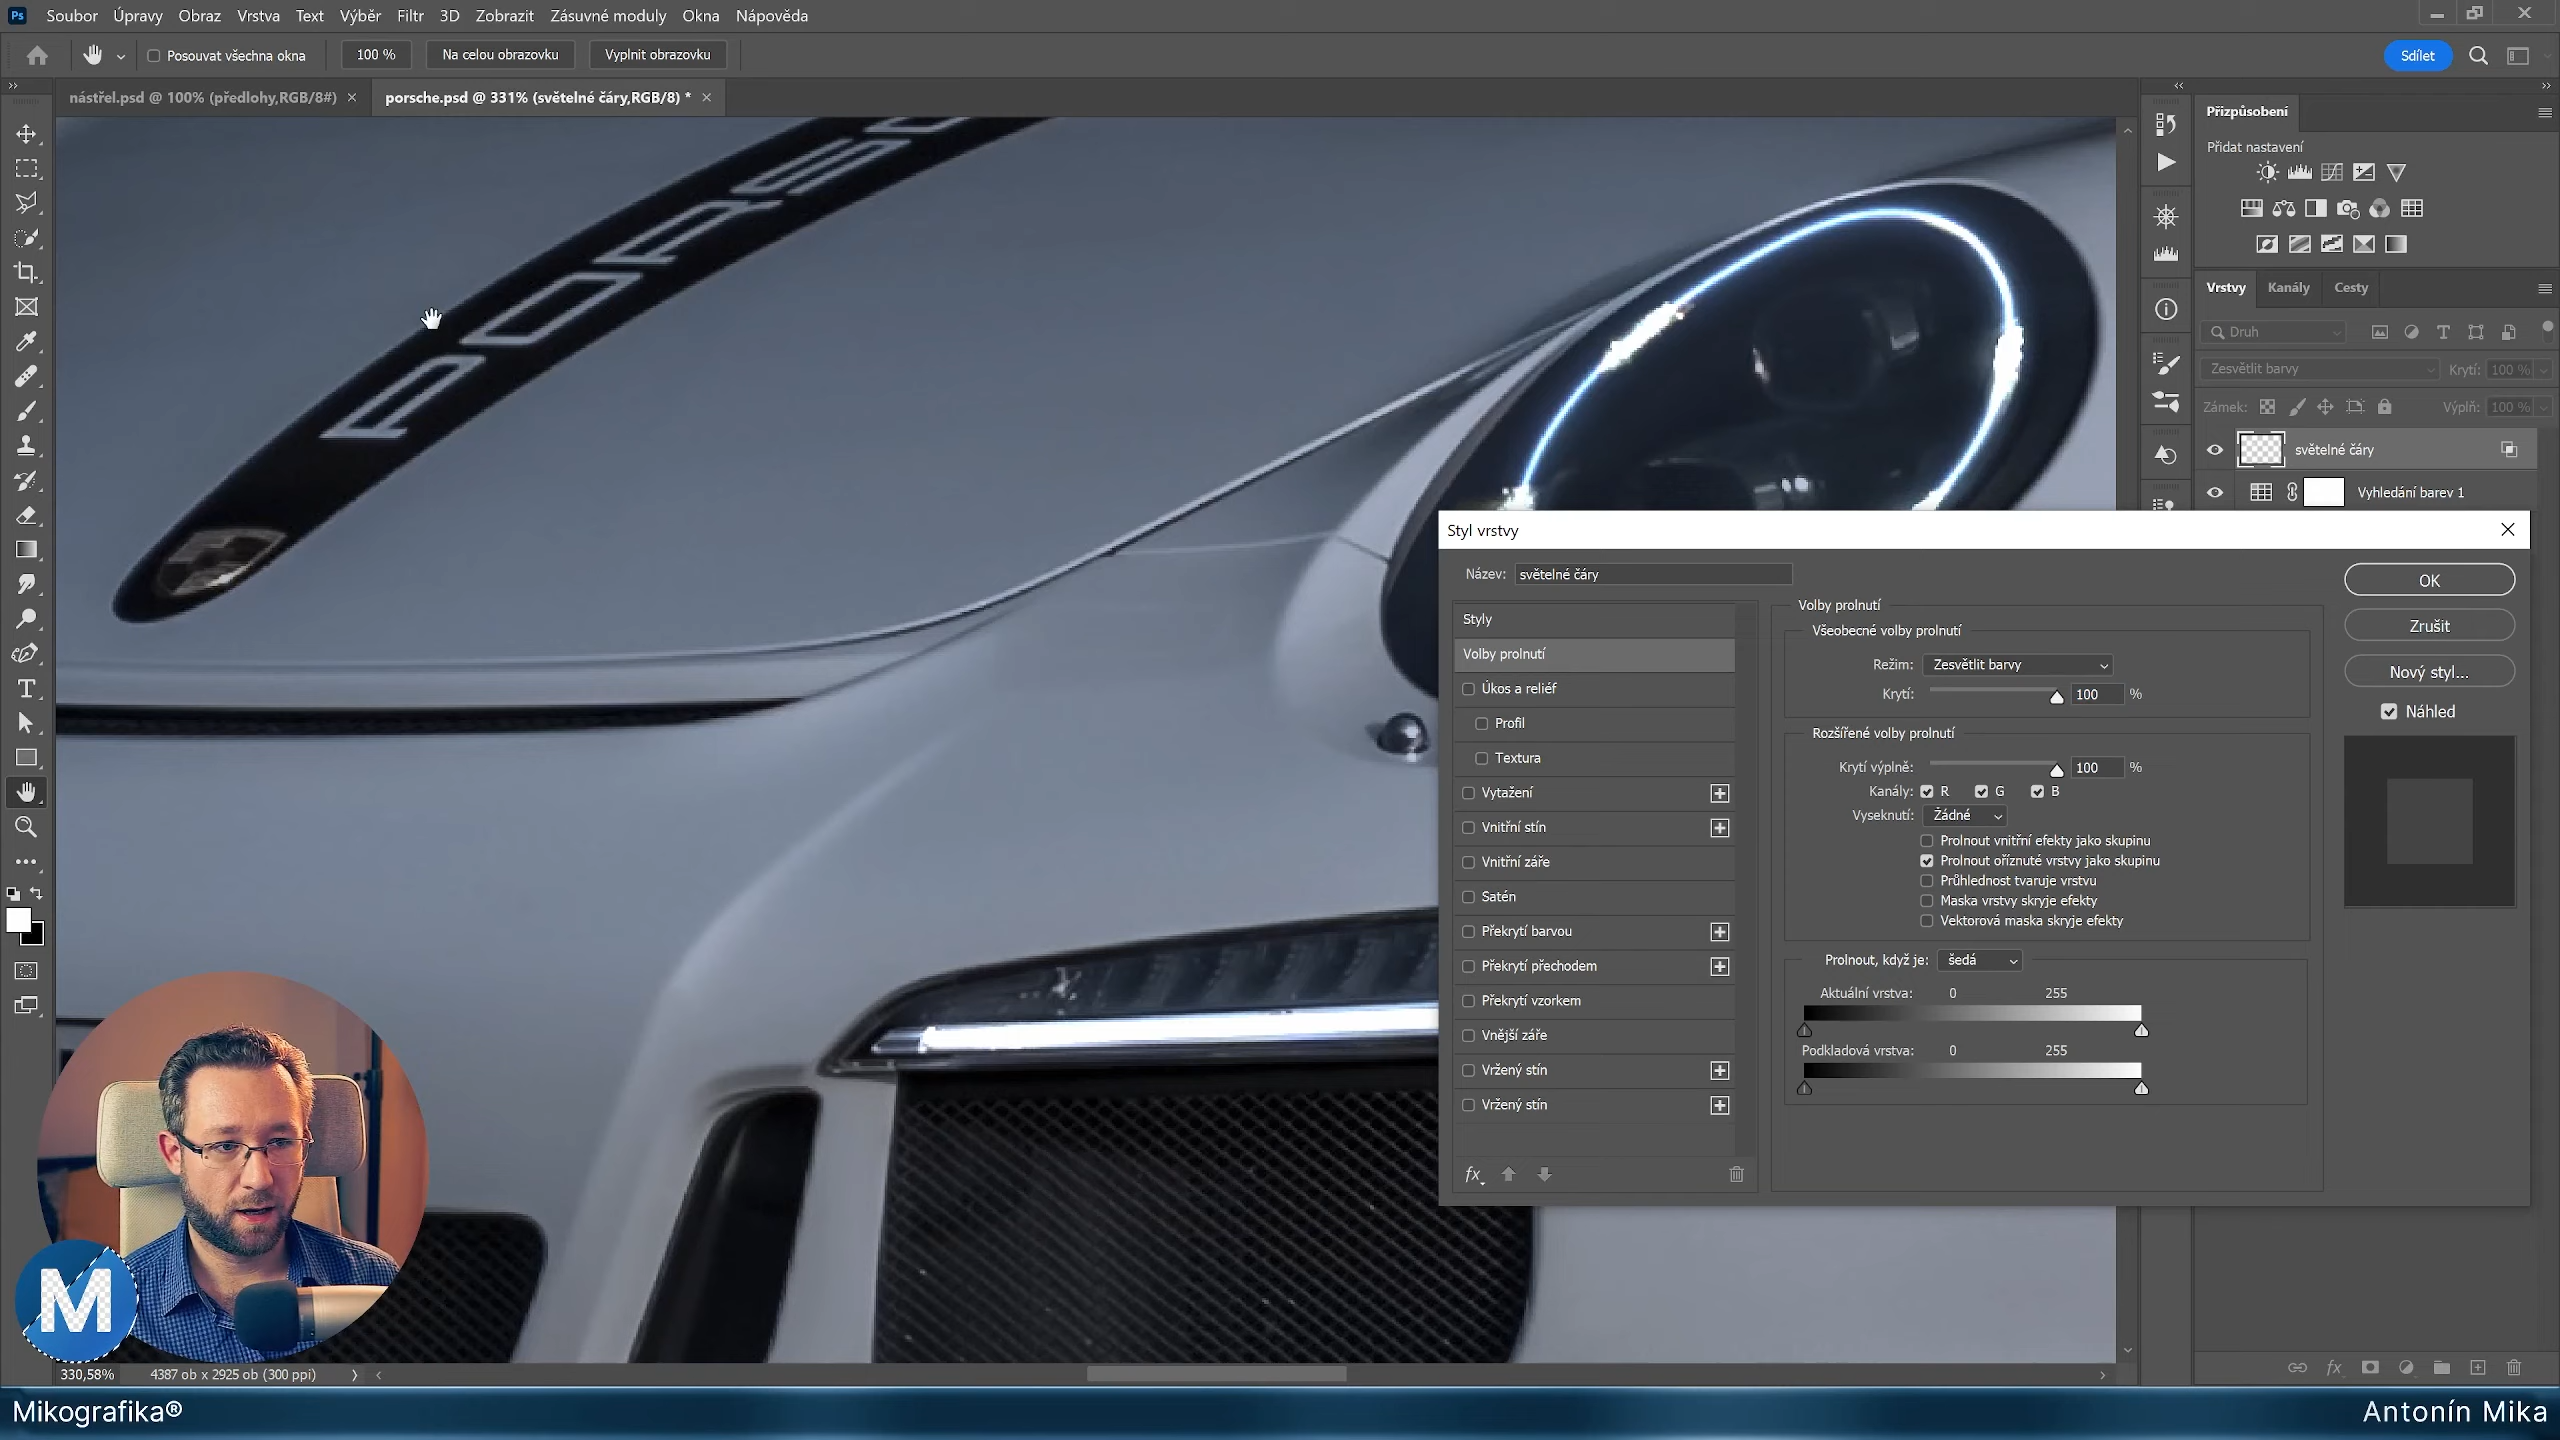 Ps Soubor Úpravy Obraz Vrstva Text Výběr Filtr 3D Zobrazit Zásuvné moduly Okna Nápověda
Posouvat všechna okna 100 % Na celou obrazovku Vyplnit obrazovku Sdílet
nástřel.psd @ 100% (předlohy,RGB/8#) porsche.psd @ 331% (světelné čáry,RGB/8) *
Přizpůsobení
Přidat nastavení
Vrstvy Kanály Cesty
Druh
Zesvětlit barvy Krytí: 100 %
Zámek: Výplň: 100 %
světelné čáry
Vyhledání barev 1
Styl vrstvy
Název: světelné čáry
Styly
Volby prolnutí
Úkos a reliéf
Profil
Textura
Vytažení
Vnitřní stín
Vnitřní záře
Satén
Překrytí barvou
Překrytí přechodem
Překrytí vzorkem
Vnější záře
Vržený stín
Vržený stín
fx
Volby prolnutí
Všeobecné volby prolnutí
Režim: Zesvětlit barvy
Krytí: 100 %
Rozšířené volby prolnutí
Krytí výplně: 100 %
Kanály: R G B
Vyseknutí: Žádné
Prolnout vnitřní efekty jako skupinu
Prolnout oříznuté vrstvy jako skupinu
Průhlednost tvaruje vrstvu
Maska vrstvy skryje efekty
Vektorová maska skryje efekty
Prolnout, když je: šedá
Aktuální vrstva: 0 255
Podkladová vrstva: 0 255
OK
Zrušit
Nový styl...
Náhled
M
330,58% 4387 ob x 2925 ob (300 ppi)
fx
Mikografika® Antonín Mika